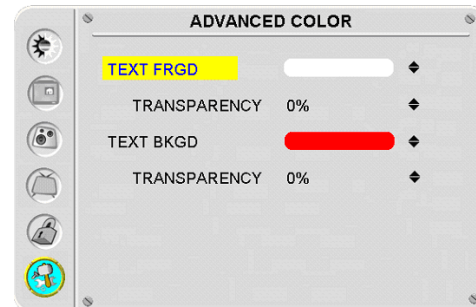 ADVANCED COLOR
TEXT FRGD
TRANSPARENCY 0%
TEXT BKGD
TRANSPARENCY 0%